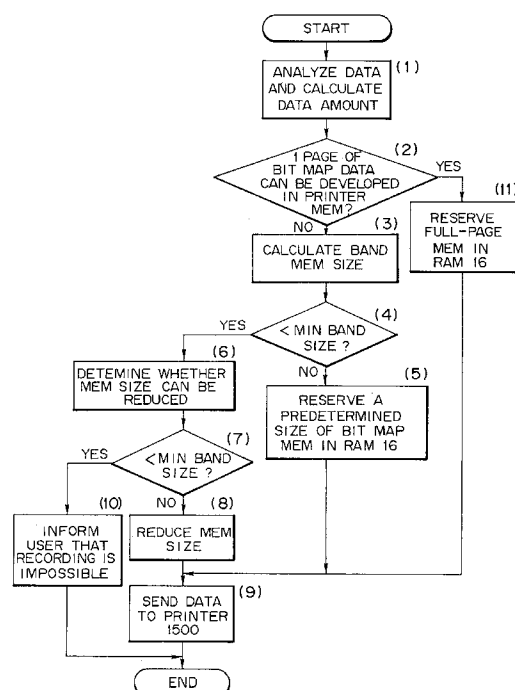 START
(1)
ANALYZE DATA
AND CALCULATE
DATA AMOUNT
(2)
1 PAGE OF
BIT MAP DATA
CAN BE DEVELOPED
IN PRINTER
MEM?
YES
NO
(11)
RESERVE
FULL-PAGE
MEM IN
RAM 16
(3)
CALCULATE BAND
MEM SIZE
(4)
< MIN BAND
SIZE ?
YES
NO
(6)
DETEMINE WHETHER
MEM SIZE CAN BE
REDUCED
(5)
RESERVE A
PREDETERMINED
SIZE OF BIT MAP
MEM IN RAM 16
(7)
< MIN BAND
SIZE ?
YES
NO
(10)
INFORM
USER THAT
RECORDING IS
IMPOSSIBLE
(8)
REDUCE MEM
SIZE
(9)
SEND DATA
TO PRINTER
1500
END